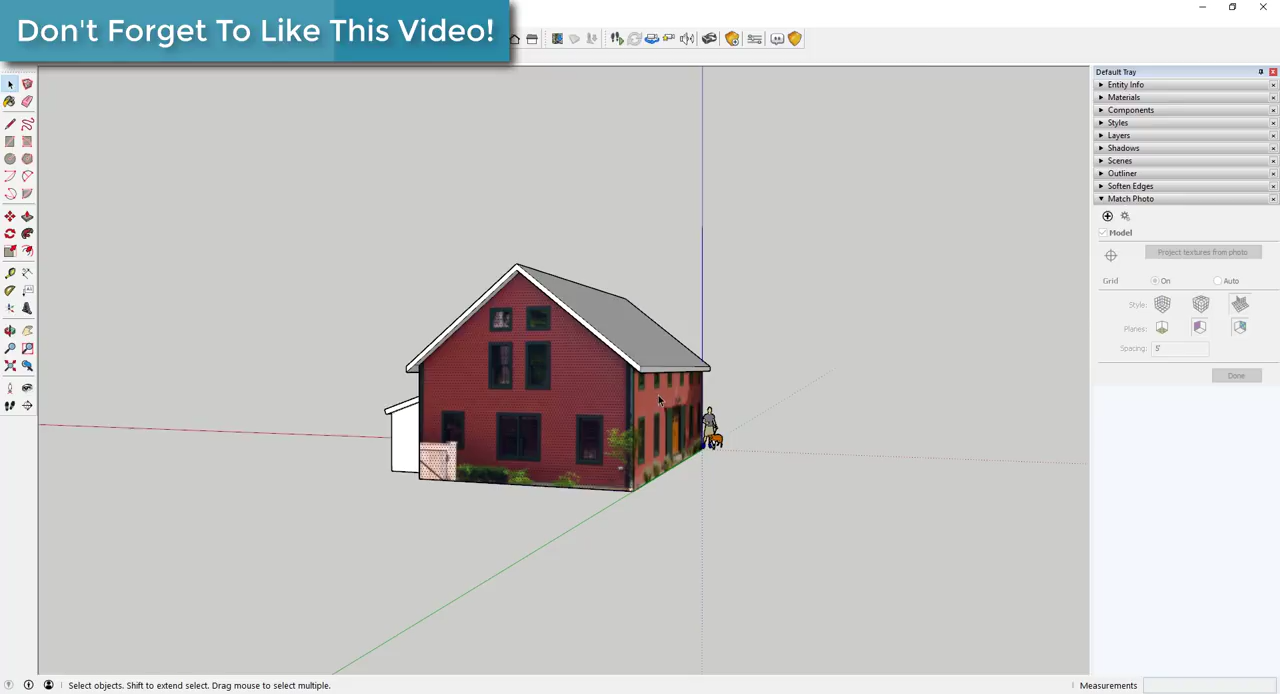 Don't Forget To Like This Video!
Default Tray
Entity Info
Materials
Components
Styles
Layers
Shadows
Scenes
Outliner
Soften Edges
Match Photo
Model
Project textures from photo
Grid On Auto
Style:
Planes:
Spacing: 5'
Done
Select objects. Shift to extend select. Drag mouse to select multiple.
Measurements